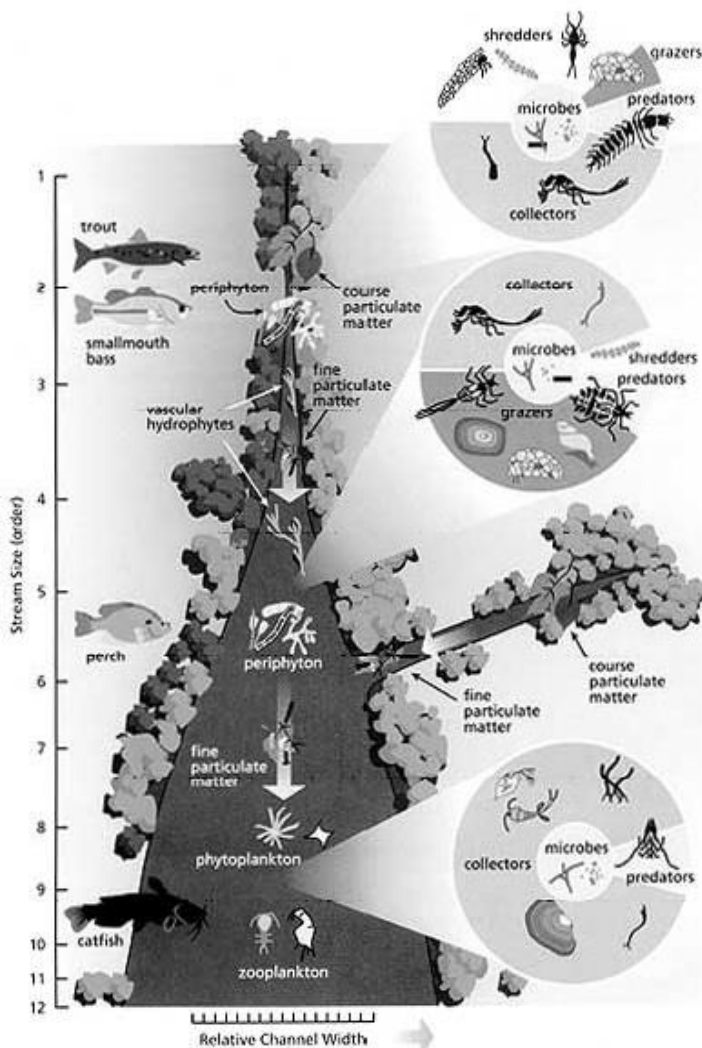 shredders
grazers
microbes
predators
collectors
1
trout
2
periphyton
course
particulate
matter
smallmouth
bass
collectors
microbes
shredders
predators
grazers
3
fine
particulate
matter
vascular
hydrophytes
4
Stream Size (order)
5
perch
periphyton
course
particulate
matter
6
fine
particulate
matter
7
fine
particulate
matter
8
phytoplankton
collectors
microbes
predators
9
catfish
10
zooplankton
11
12
Relative Channel Width